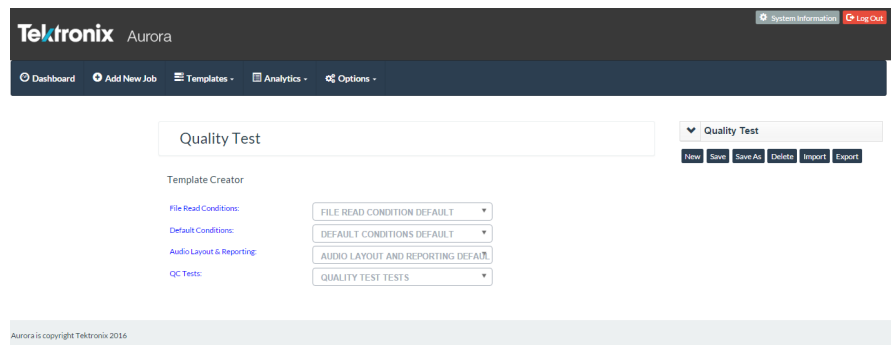 System Information Log Out
Tektronix Aurora
Dashboard Add New Job Templates Analytics Options
Quality Test
Quality Test
New Save Save As Delete Import Export
Template Creator
File Read Conditions: FILE READ CONDITION DEFAULT
Default Conditions: DEFAULT CONDITIONS DEFAULT
Audio Layout & Reporting: AUDIO LAYOUT AND REPORTING DEFAUL
QC Tests: QUALITY TEST TESTS
Aurora is copyright Tektronix 2016